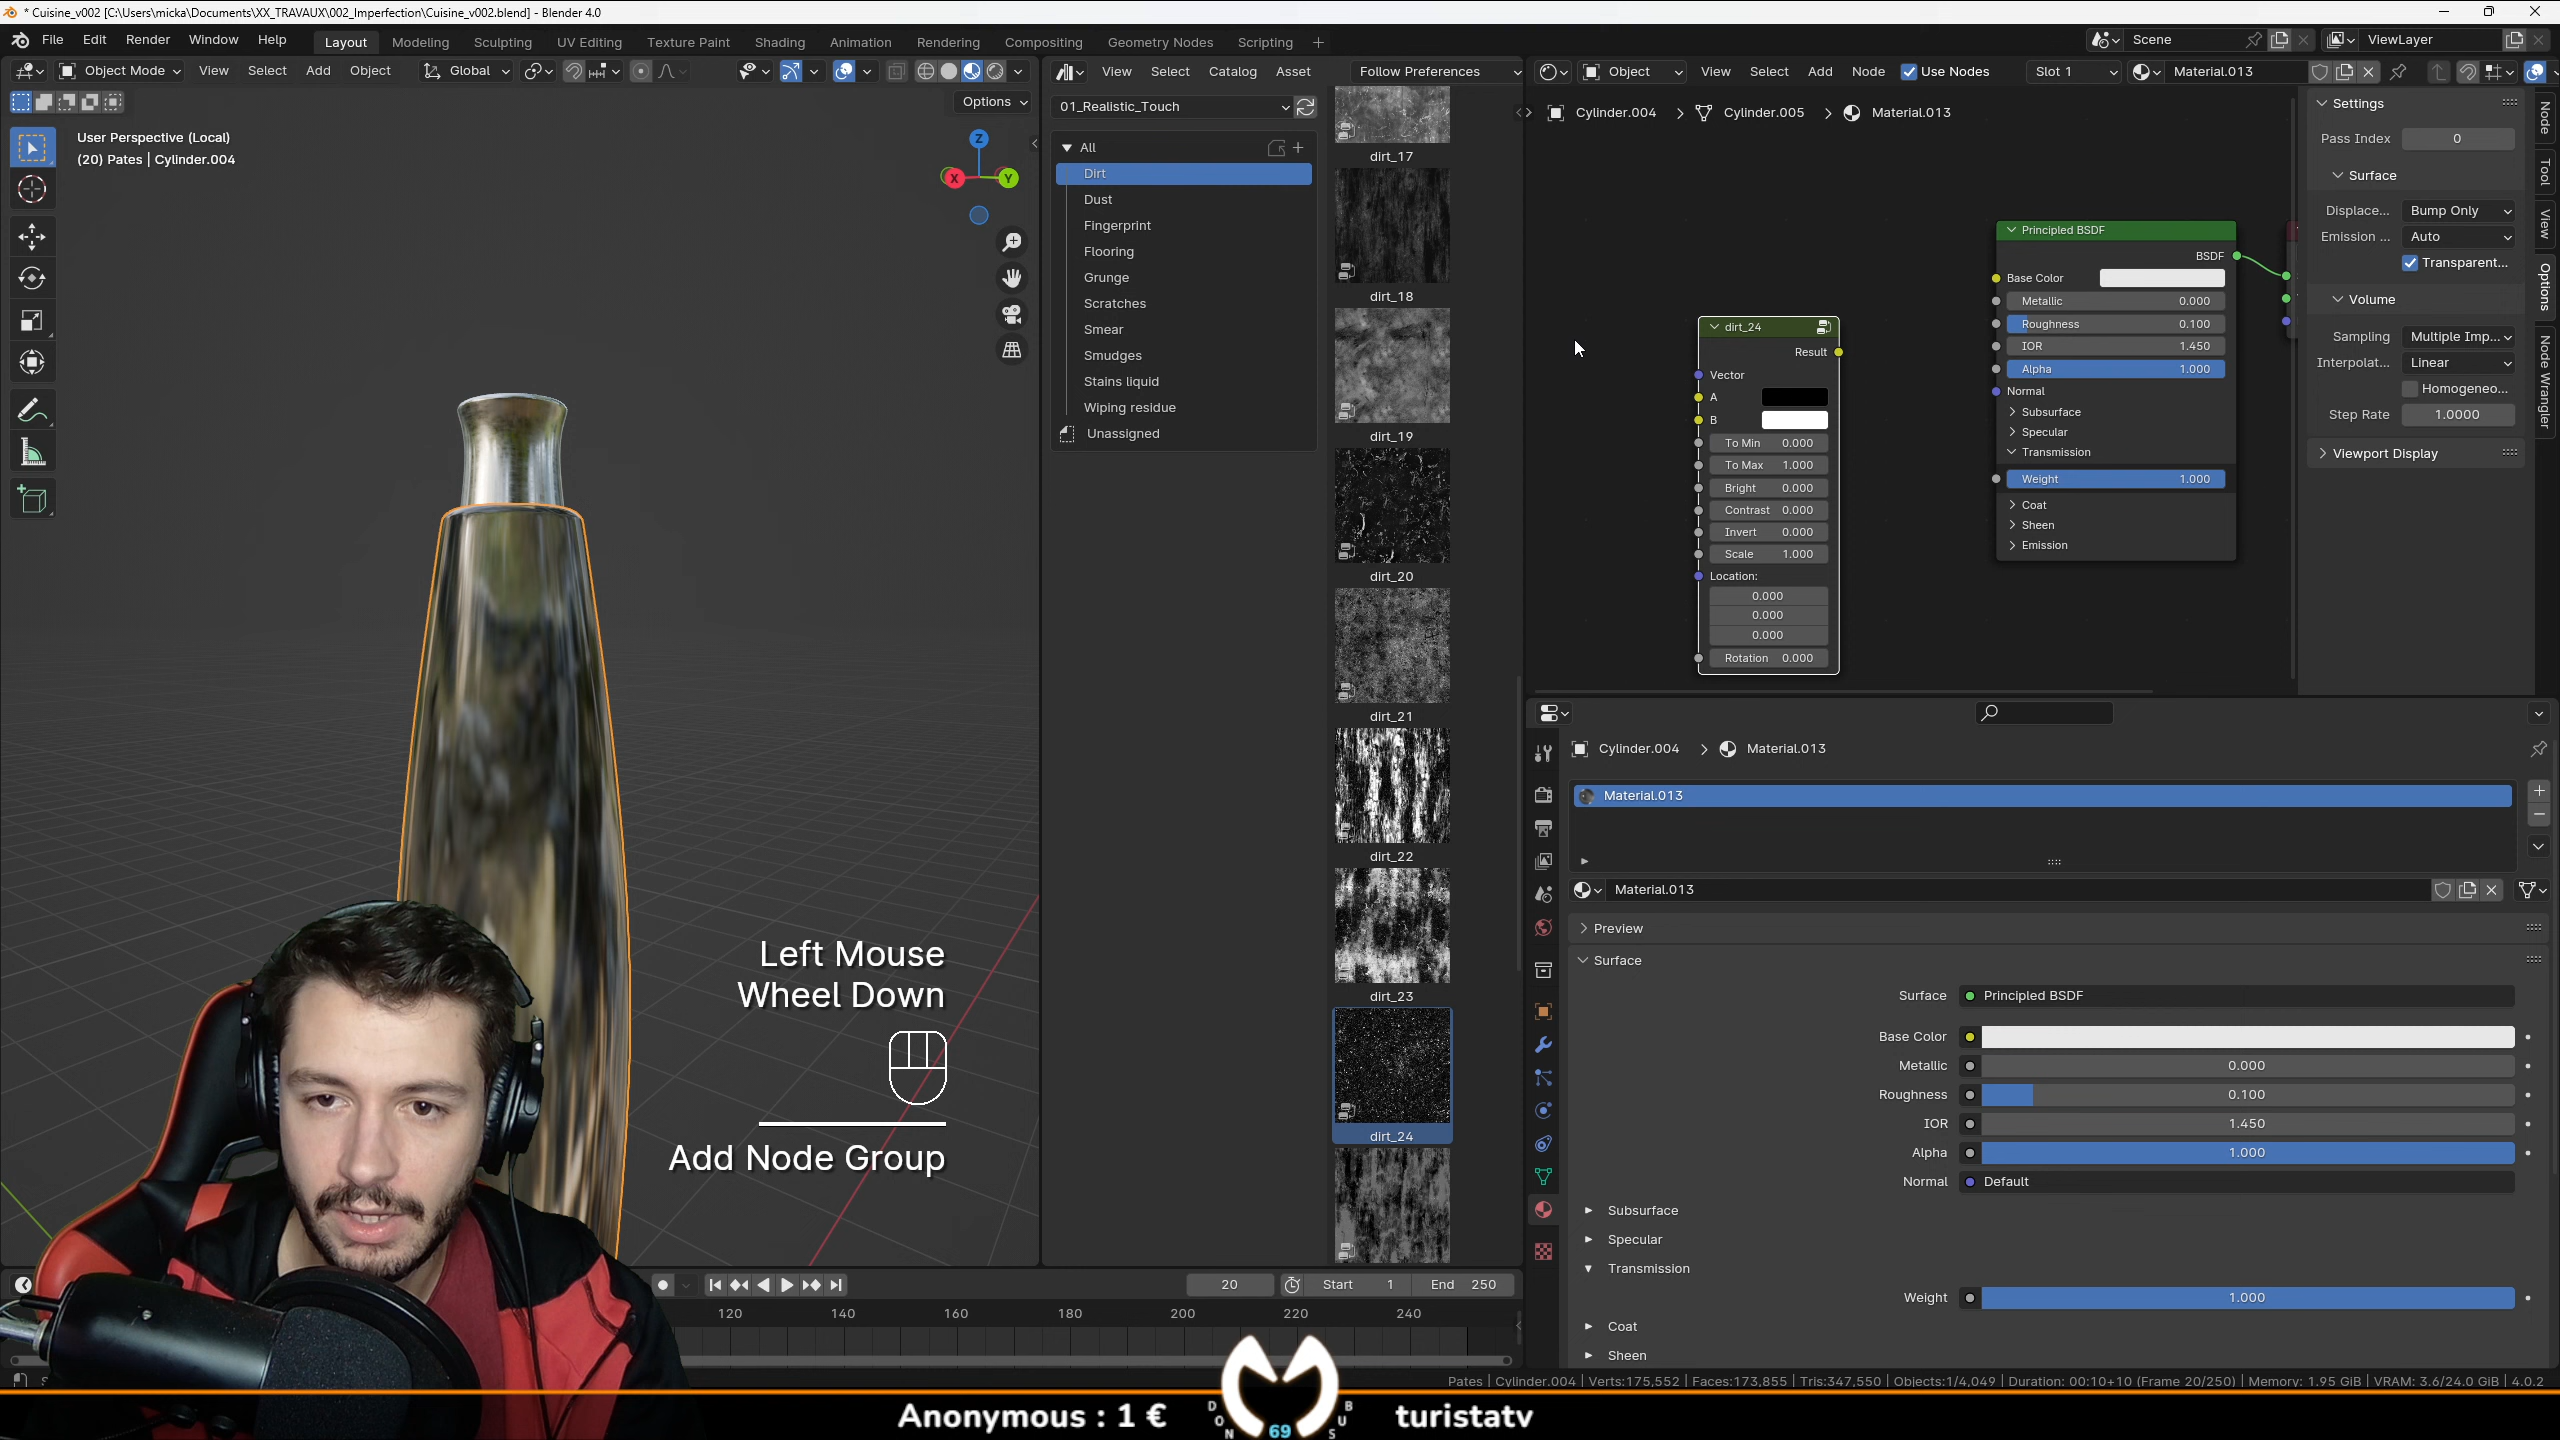 * Cuisine_v002 [C:\Users\micka\Documents\XX_TRAVAUX\002_Imperfection\Cuisine_v002.blend] - Blender 4.0
File Edit Render Window Help
Layout Modeling Sculpting UV Editing Texture Paint Shading Animation Rendering Compositing Geometry Nodes Scripting +
Scene
ViewLayer
Object Mode View Select Add Object Global
Options
User Perspective (Local)
(20) Pates | Cylinder.004
Z
X
Y
View Select Catalog Asset Follow Preferences
01_Realistic_Touch
All
Dirt
Dust
Fingerprint
Flooring
Grunge
Scratches
Smear
Smudges
Stains liquid
Wiping residue
Unassigned
dirt_17
dirt_18
dirt_19
dirt_20
dirt_21
dirt_22
dirt_23
dirt_24
Object View Select Add Node Use Nodes Slot 1 Material.013
Cylinder.004 > Cylinder.005 > Material.013
dirt_24
Result
Vector
A
B
To Min 0.000
To Max 1.000
Bright 0.000
Contrast 0.000
Invert 0.000
Scale 1.000
Location:
0.000
0.000
0.000
Rotation 0.000
Principled BSDF
BSDF
Base Color
Metallic 0.000
Roughness 0.100
IOR 1.450
Alpha 1.000
Normal
Subsurface
Specular
Transmission
Weight 1.000
Coat
Sheen
Emission
Settings
Pass Index 0
Surface
Displace... Bump Only
Emission ... Auto
Transparent...
Volume
Sampling Multiple Imp...
Interpolat... Linear
Homogeneo...
Step Rate 1.0000
Viewport Display
Node
Tool
View
Options
Node Wrangler
Cylinder.004 > Material.013
Material.013
Material.013
Preview
Surface
Surface Principled BSDF
Base Color
Metallic 0.000
Roughness 0.100
IOR 1.450
Alpha 1.000
Normal Default
Subsurface
Specular
Transmission
Weight 1.000
Coat
Sheen
Left Mouse
Wheel Down
Add Node Group
20 Start 1 End 250
120 140 160 180 200 220 240
Pates | Cylinder.004 | Verts:175,552 | Faces:173,855 | Tris:347,550 | Objects:1/4,049 | Duration: 00:10+10 (Frame 20/250) | Memory: 1.95 GiB | VRAM: 3.6/24.0 GiB | 4.0.2
Anonymous : 1 €
DON
69
BUS
turistatv